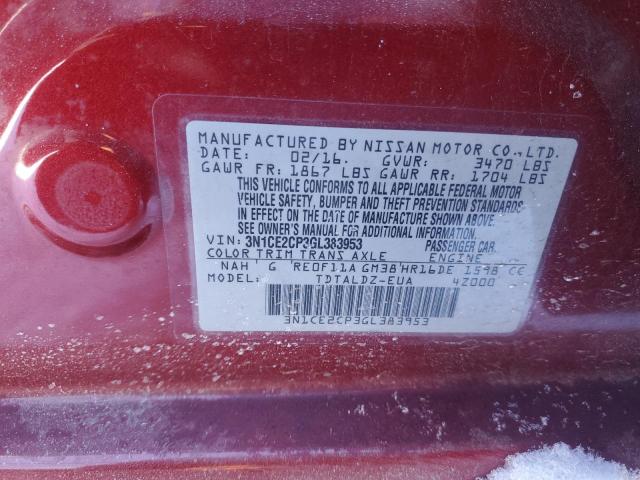 MANUFACTURED BY NISSAN MOTOR CO.,LTD.
DATE: 02/16. GVWR: 3470 LBS
GAWR FR: 1867 LBS GAWR RR: 1704 LBS
THIS VEHICLE CONFORMS TO ALL APPLICABLE FEDERAL MOTOR
VEHICLE SAFETY, BUMPER AND THEFT PREVENTION STANDARDS
IN EFFECT ON THE DATE OF MANUFACTURE SHOWN ABOVE.
SEE OWNER'S MANUAL FOR ADDITIONAL INFORMATION.
VIN: 3N1CE2CP3GL383953 PASSENGER CAR.
COLOR TRIM TRANS AXLE ENGINE
NAH G RE0F11A GM38 HR16DE 1598 CC
MODEL: TDTALDZ-EUA 4Z000
3N1CE2CP3GL383953